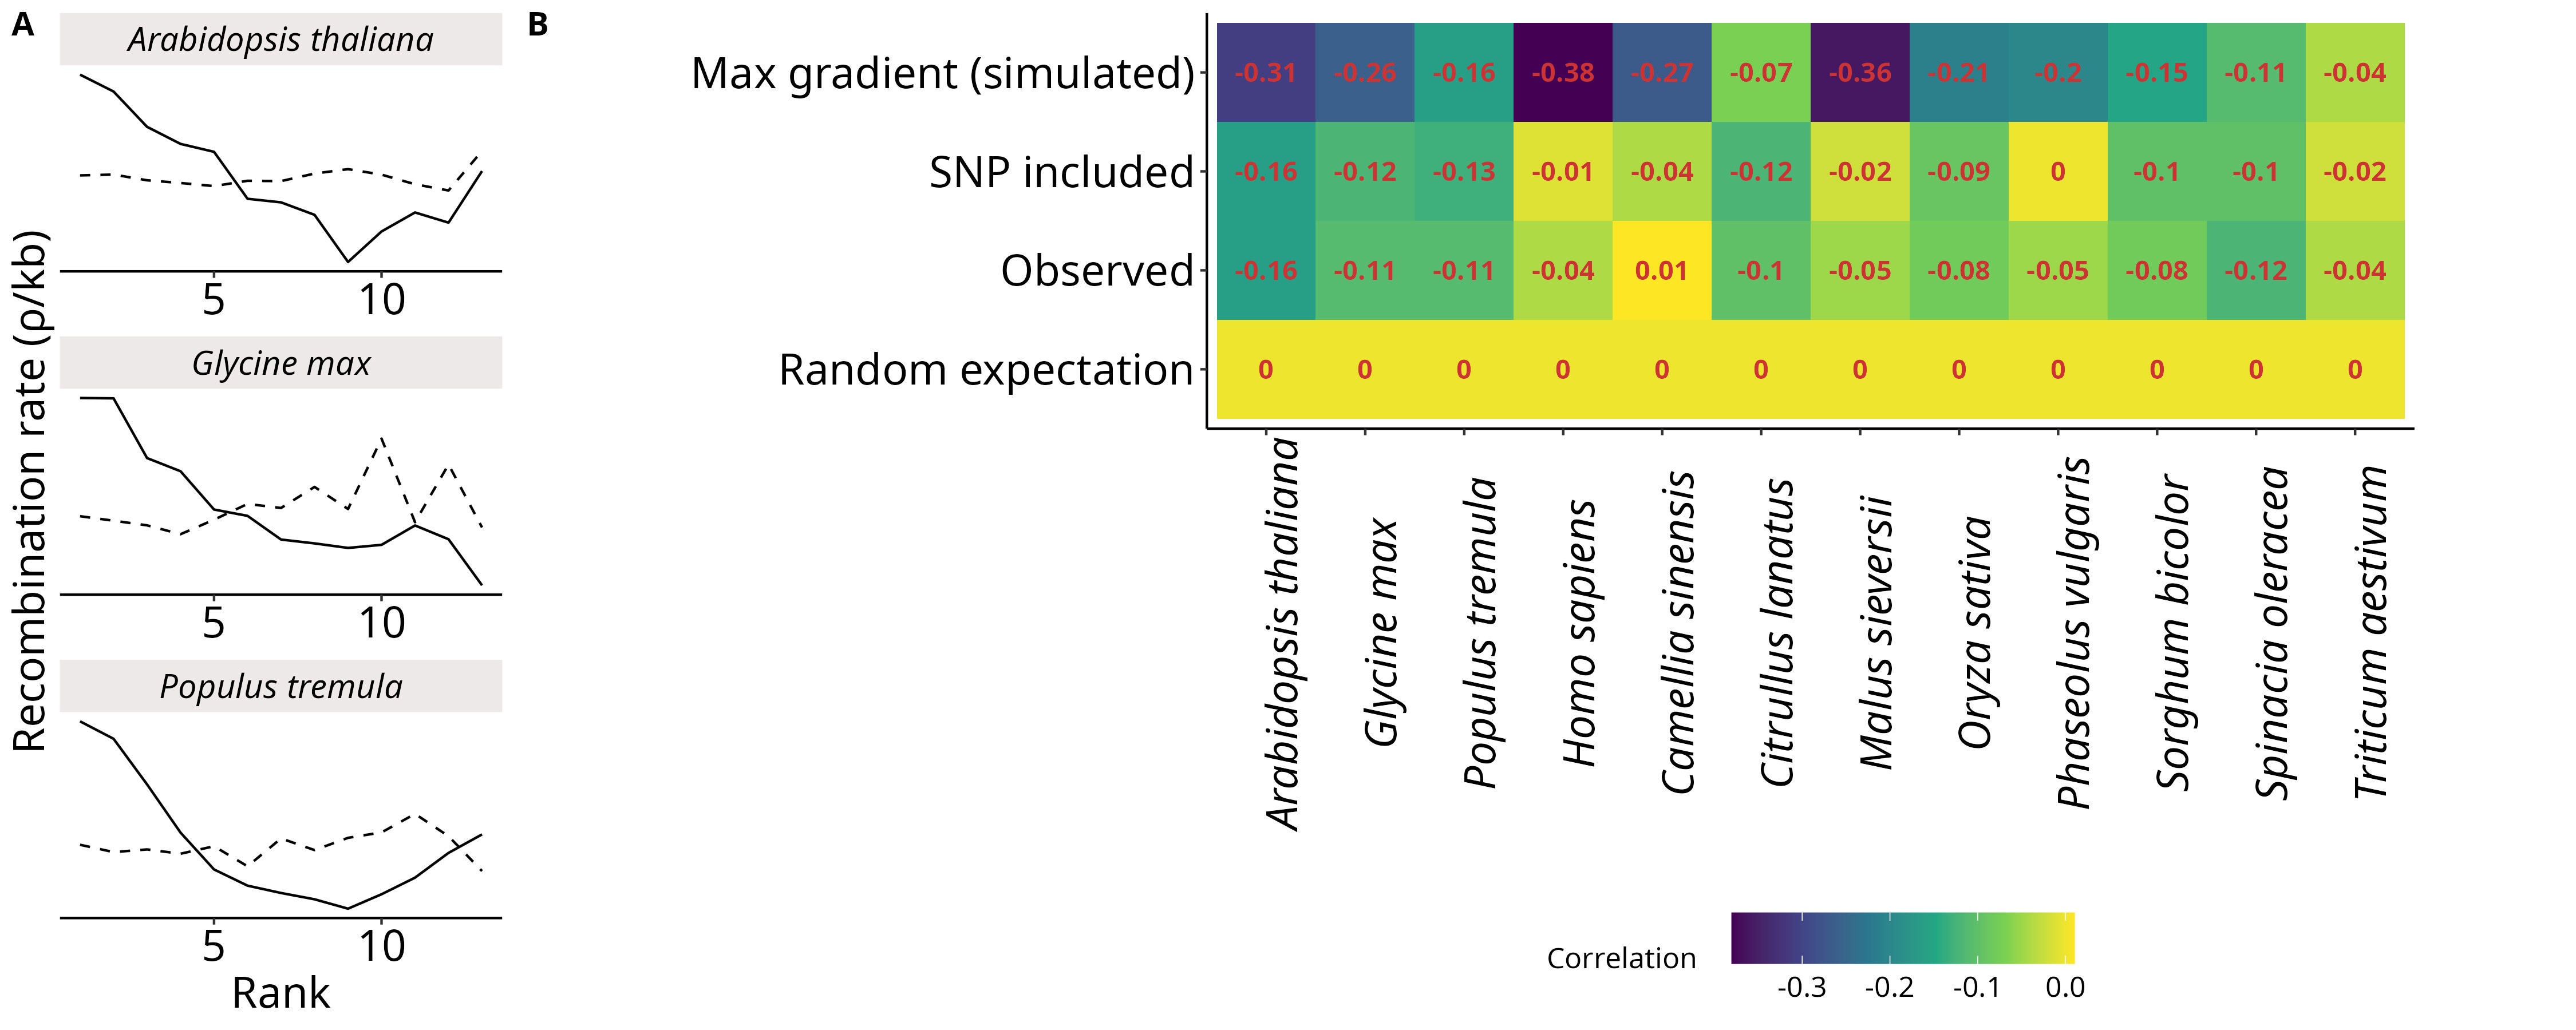 A
Arabidopsis thaliana
5 10
Glycine max
5 10
Populus tremula
5 10
Rank
Recombination rate (ρ/kb)
B
Max gradient (simulated) -0.31 -0.26 -0.16 -0.38 -0.27 -0.07 -0.36 -0.21 -0.2 -0.15 -0.11 -0.04
SNP included -0.16 -0.12 -0.13 -0.01 -0.04 -0.12 -0.02 -0.09 0 -0.1 -0.1 -0.02
Observed -0.16 -0.11 -0.11 -0.04 0.01 -0.1 -0.05 -0.08 -0.05 -0.08 -0.12 -0.04
Random expectation 0 0 0 0 0 0 0 0 0 0 0 0
Arabidopsis thaliana
Glycine max
Populus tremula
Homo sapiens
Camellia sinensis
Citrullus lanatus
Malus sieversii
Oryza sativa
Phaseolus vulgaris
Sorghum bicolor
Spinacia oleracea
Triticum aestivum
Correlation
-0.3 -0.2 -0.1 0.0